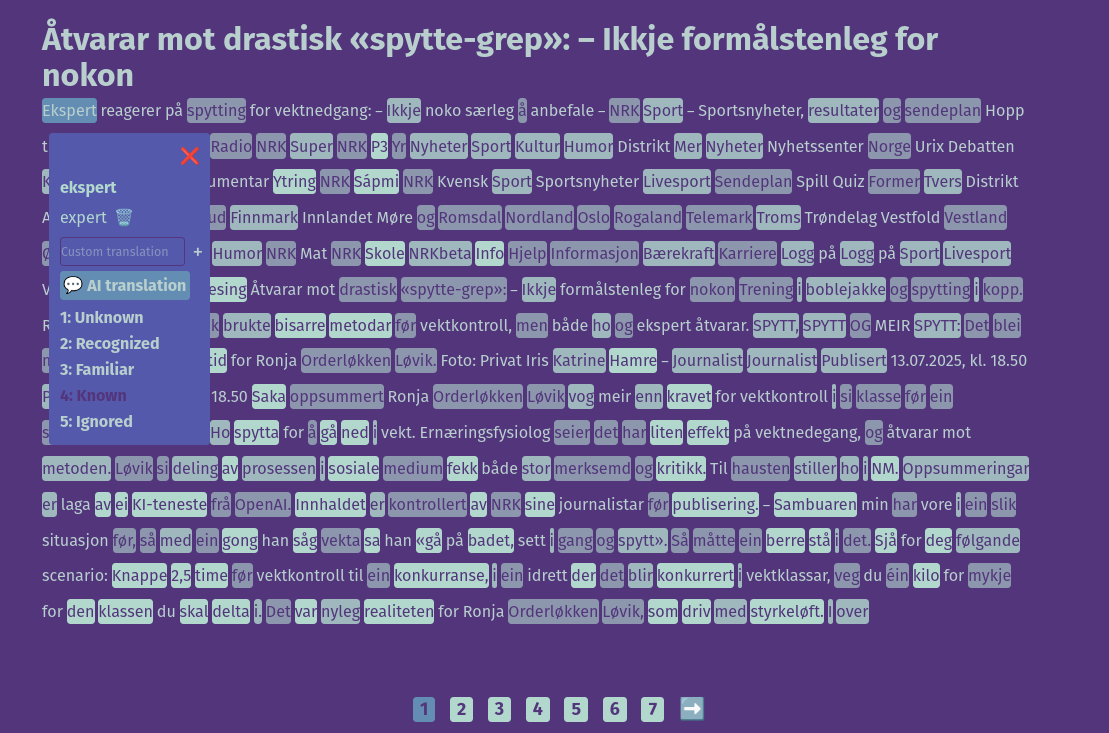 Åtvarar mot drastisk «spytte-grep»: – Ikkje formålstenleg for
nokon
Ekspert reagerer på spytting for vektnedgang: – Ikkje noko særleg å anbefale – NRK Sport – Sportsnyheter, resultater og sendeplan Hopp
Radio NRK Super NRK P3 Yr Nyheter Sport Kultur Humor Distrikt Mer Nyheter Nyhetssenter Norge Urix Debatten
Ytring NRK Sápmi NRK Kvensk Sport Sportsnyheter Livesport Sendeplan Spill Quiz Former Tvers Distrikt
Finnmark Innlandet Møre og Romsdal Nordland Oslo Rogaland Telemark Troms Trøndelag Vestfold Vestland
Humor NRK Mat NRK Skole NRKbeta Info Hjelp Informasjon Bærekraft Karriere Logg på Logg på Sport Livesport
Åtvarar mot drastisk «spytte-grep»: – Ikkje formålstenleg for nokon Trening i boblejakke og spytting i kopp.
brukte bisarre metodar før vektkontroll, men både ho og ekspert åtvarar. SPYTT, SPYTT OG MEIR SPYTT: Det blei
for Ronja Orderløkken Løvik. Foto: Privat Iris Katrine Hamre – Journalist Journalist Publisert 13.07.2025, kl. 18.50
18.50 Saka oppsummert Ronja Orderløkken Løvik vog meir enn kravet for vektkontroll i si klasse før ein
Ho spytta for å gå ned i vekt. Ernæringsfysiolog seier det har liten effekt på vektnedegang, og åtvarar mot
metoden. Løvik si deling av prosessen i sosiale medium fekk både stor merksemd og kritikk. Til hausten stiller ho i NM. Oppsummeringar
er laga av ei KI-teneste frå OpenAI. Innhaldet er kontrollert av NRK sine journalistar før publisering. – Sambuaren min har vore i ein slik
situasjon før, så med ein gong han såg vekta sa han «gå på badet, sett i gang og spytt». Så måtte ein berre stå i det. Sjå for deg følgande
scenario: Knappe 2,5 time før vektkontroll til ein konkurranse, i ein idrett der det blir konkurrert i vektklassar, veg du éin kilo for mykje
for den klassen du skal delta i. Det var nyleg realiteten for Ronja Orderløkken Løvik, som driv med styrkeløft. I over
ekspert
expert
Custom translation +
AI translation
1: Unknown
2: Recognized
3: Familiar
4: Known
5: Ignored
1 2 3 4 5 6 7